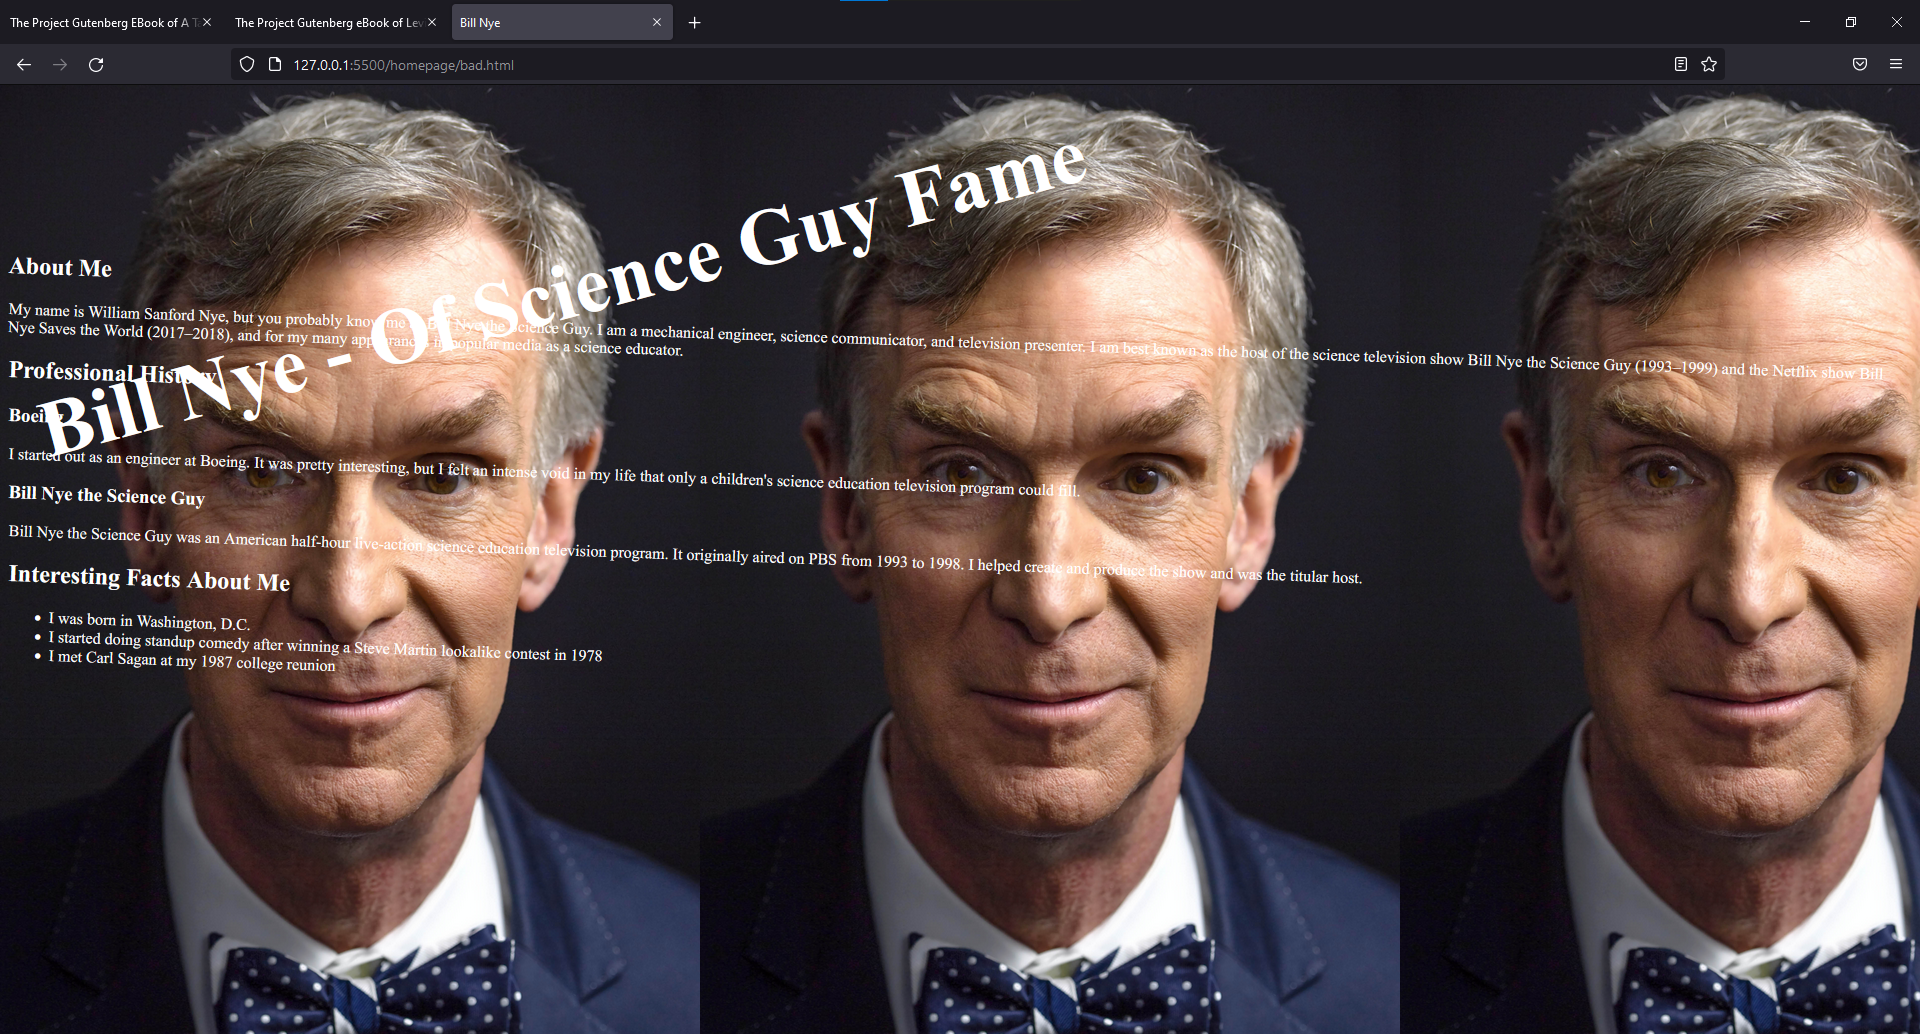 The Project Gutenberg EBook of A
The Project Gutenberg eBook of Lev
Bill Nye
127.0.0.1:5500/homepage/bad.html
Bill Nye - Of Science Guy Fame
About Me
My name is William Sanford Nye, but you probably know me as Bill Nye the Science Guy. I am a mechanical engineer, science communicator, and television presenter. I am best known as the host of the science television show Bill Nye the Science Guy (1993–1999) and the Netflix show Bill
Nye Saves the World (2017–2018), and for my many appearances in popular media as a science educator.
Professional History
Boeing
I started out as an engineer at Boeing. It was pretty interesting, but I felt an intense void in my life that only a children's science education television program could fill.
Bill Nye the Science Guy
Bill Nye the Science Guy was an American half-hour live-action science education television program. It originally aired on PBS from 1993 to 1998. I helped create and produce the show and was the titular host.
Interesting Facts About Me
• I was born in Washington, D.C.
• I started doing standup comedy after winning a Steve Martin lookalike contest in 1978
• I met Carl Sagan at my 1987 college reunion